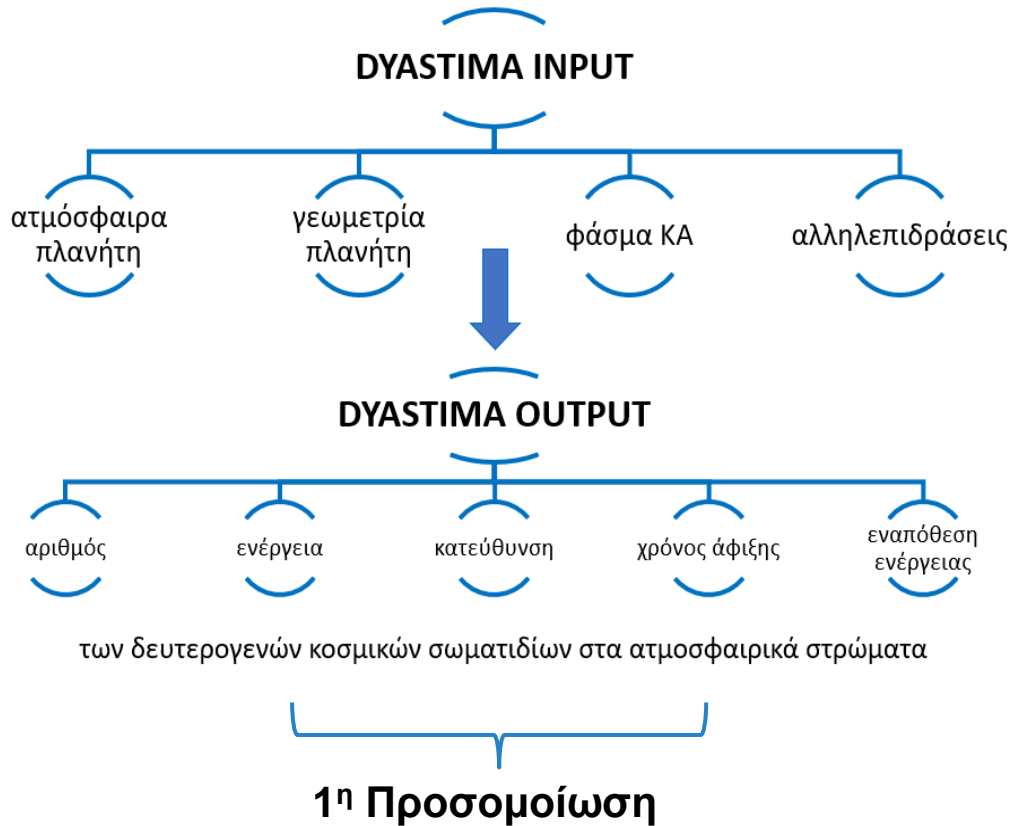 DYASTIMA INPUT
ατμόσφαιρα
πλανήτη
γεωμετρία
πλανήτη
φάσμα ΚΑ
αλληλεπιδράσεις
DYASTIMA OUTPUT
αριθμός
ενέργεια
κατεύθυνση
χρόνος άφιξης
εναπόθεση
ενέργειας
των δευτερογενών κοσμικών σωματιδίων στα ατμοσφαιρικά στρώματα
1η Προσομοίωση